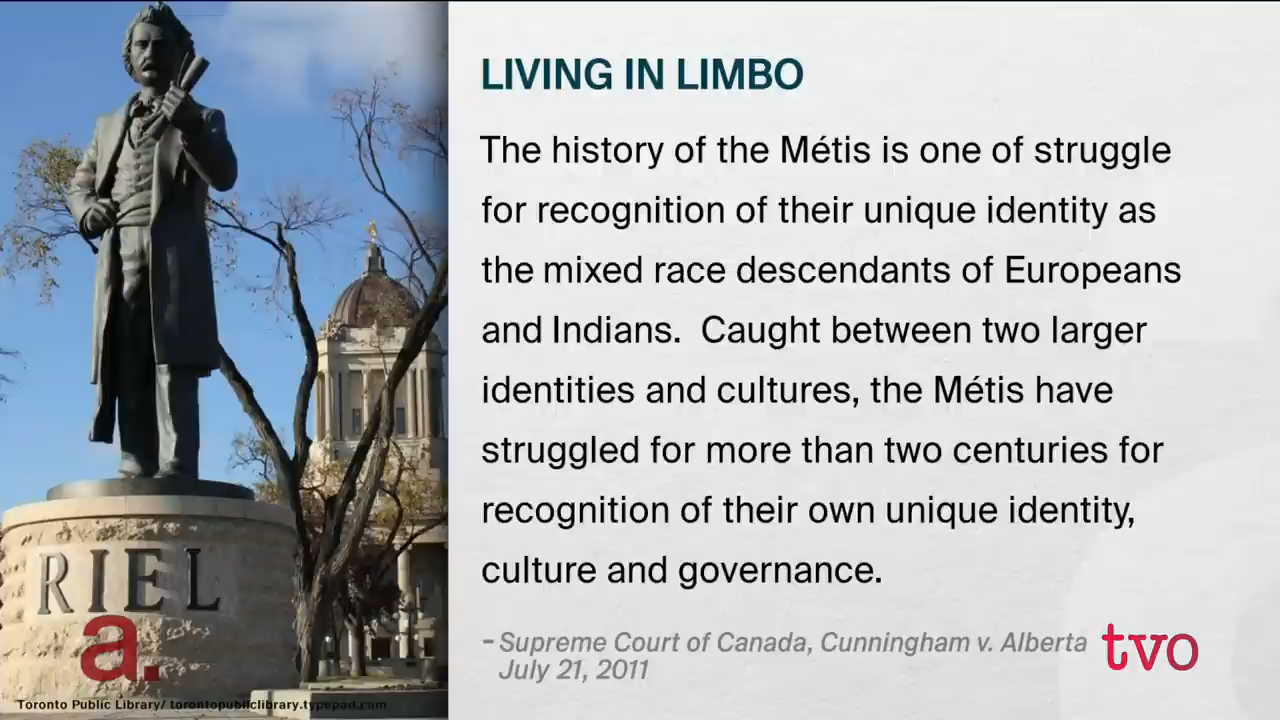 LIVING IN LIMBO
The history of the Métis is one of struggle
for recognition of their unique identity as
the mixed race descendants of Europeans
and Indians.  Caught between two larger
identities and cultures, the Métis have
struggled for more than two centuries for
recognition of their own unique identity,
culture and governance.
– Supreme Court of Canada, Cunningham v. Alberta
July 21, 2011
tvo
RIEL
a.
Toronto Public Library/ torontopubliclibrary.typepad.com